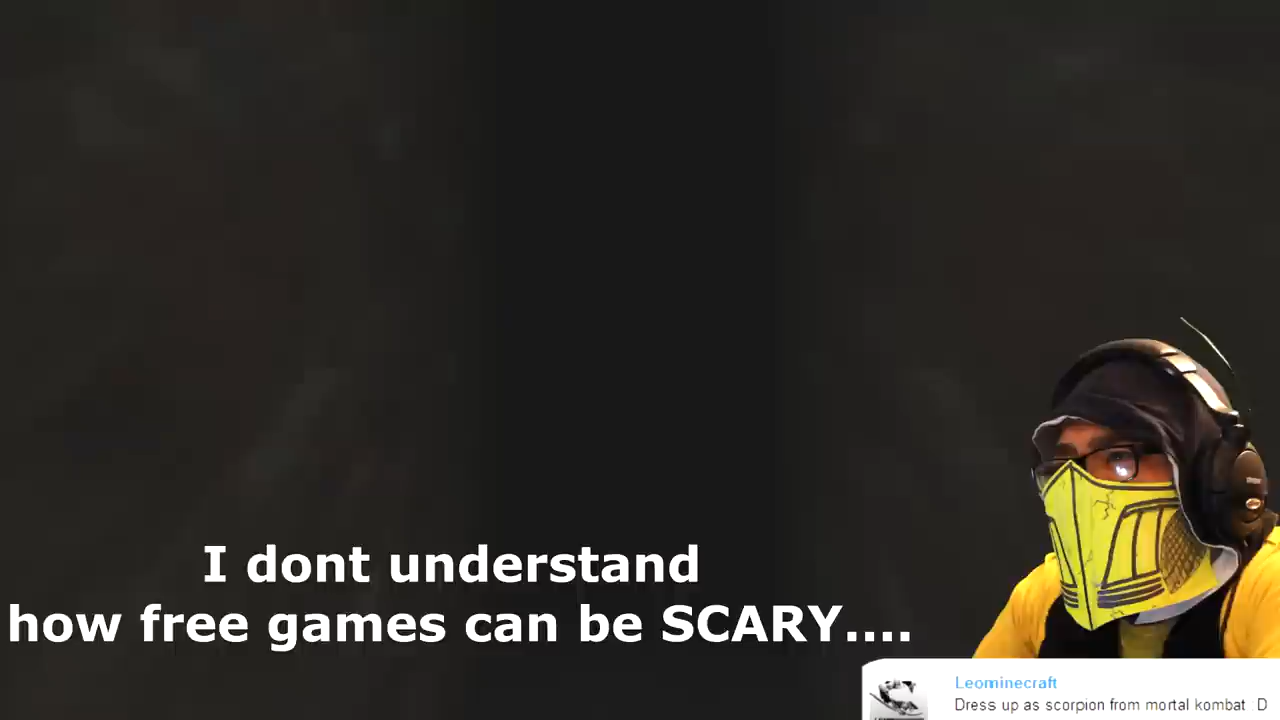 I dont understand
how free games can be SCARY....
Leominecraft
Dress up as scorpion from mortal kombat :D